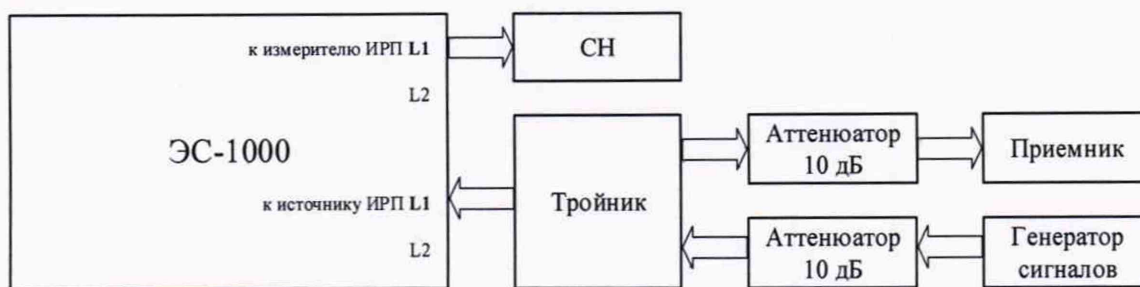 к измерителю ИРП L1
СН
L2
ЭС-1000
Тройник
Аттенюатор
10 дБ
Приемник
к источнику ИРП L1
L2
Аттенюатор
10 дБ
Генератор
сигналов